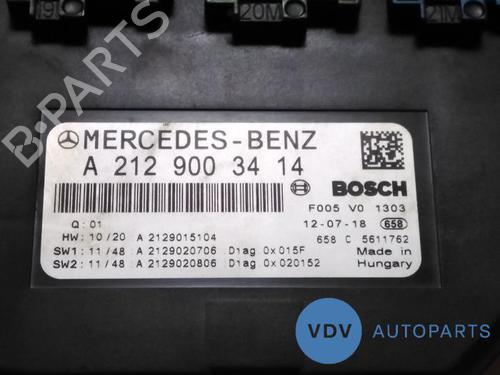 19I
20M
21M
B-PARTS
MERCEDES-BENZ
A 212 900 34 14
BOSCH
F005 V0 1303
Q: 01
12-07-18 658
HW: 10/20 A 2129015104
658 C 5611762
SW1: 11/48 A 2129020706 Diag 0x015F
Made in
SW2: 11/48 A 2129020806 Diag 0x020152
Hungary
VDV AUTOPARTS